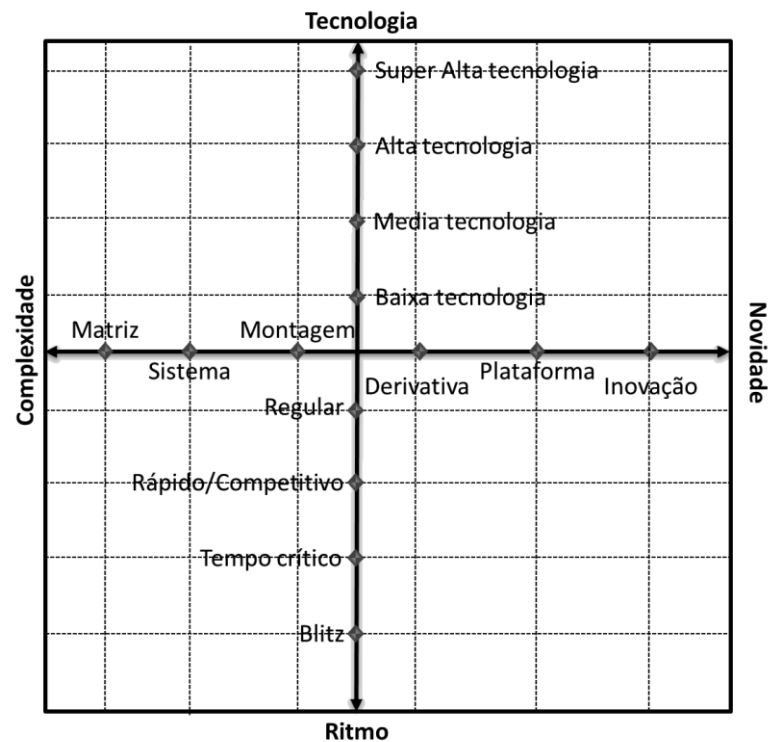 Tecnologia
Super Alta tecnologia
Alta tecnologia
Media tecnologia
Baixa tecnologia
Complexidade
Matriz
Montagem
Sistema
Derivativa
Plataforma
Inovação
Novidade
Regular
Rápido/Competitivo
Tempo crítico
Blitz
Ritmo